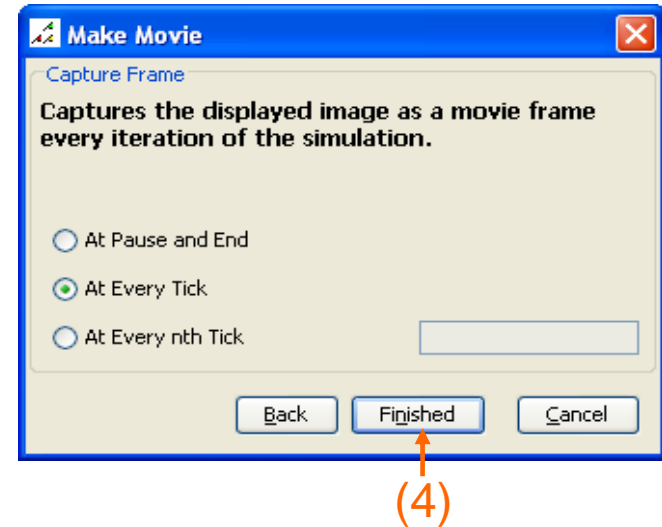 Make Movie
Capture Frame
Captures the displayed image as a movie frame
every iteration of the simulation.
At Pause and End
At Every Tick
At Every nth Tick
Back Finished Cancel
(4)